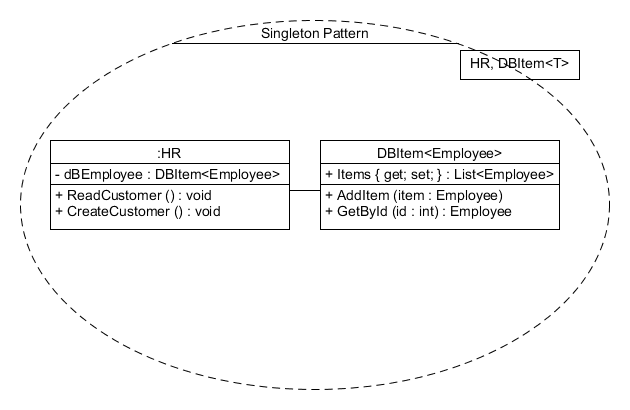 Singleton Pattern
HR, DBItem<T>
:HR
- dBEmployee : DBItem<Employee>
+ ReadCustomer () : void
+ CreateCustomer () : void
DBItem<Employee>
+ Items { get; set; } : List<Employee>
+ AddItem (item : Employee)
+ GetById (id : int) : Employee